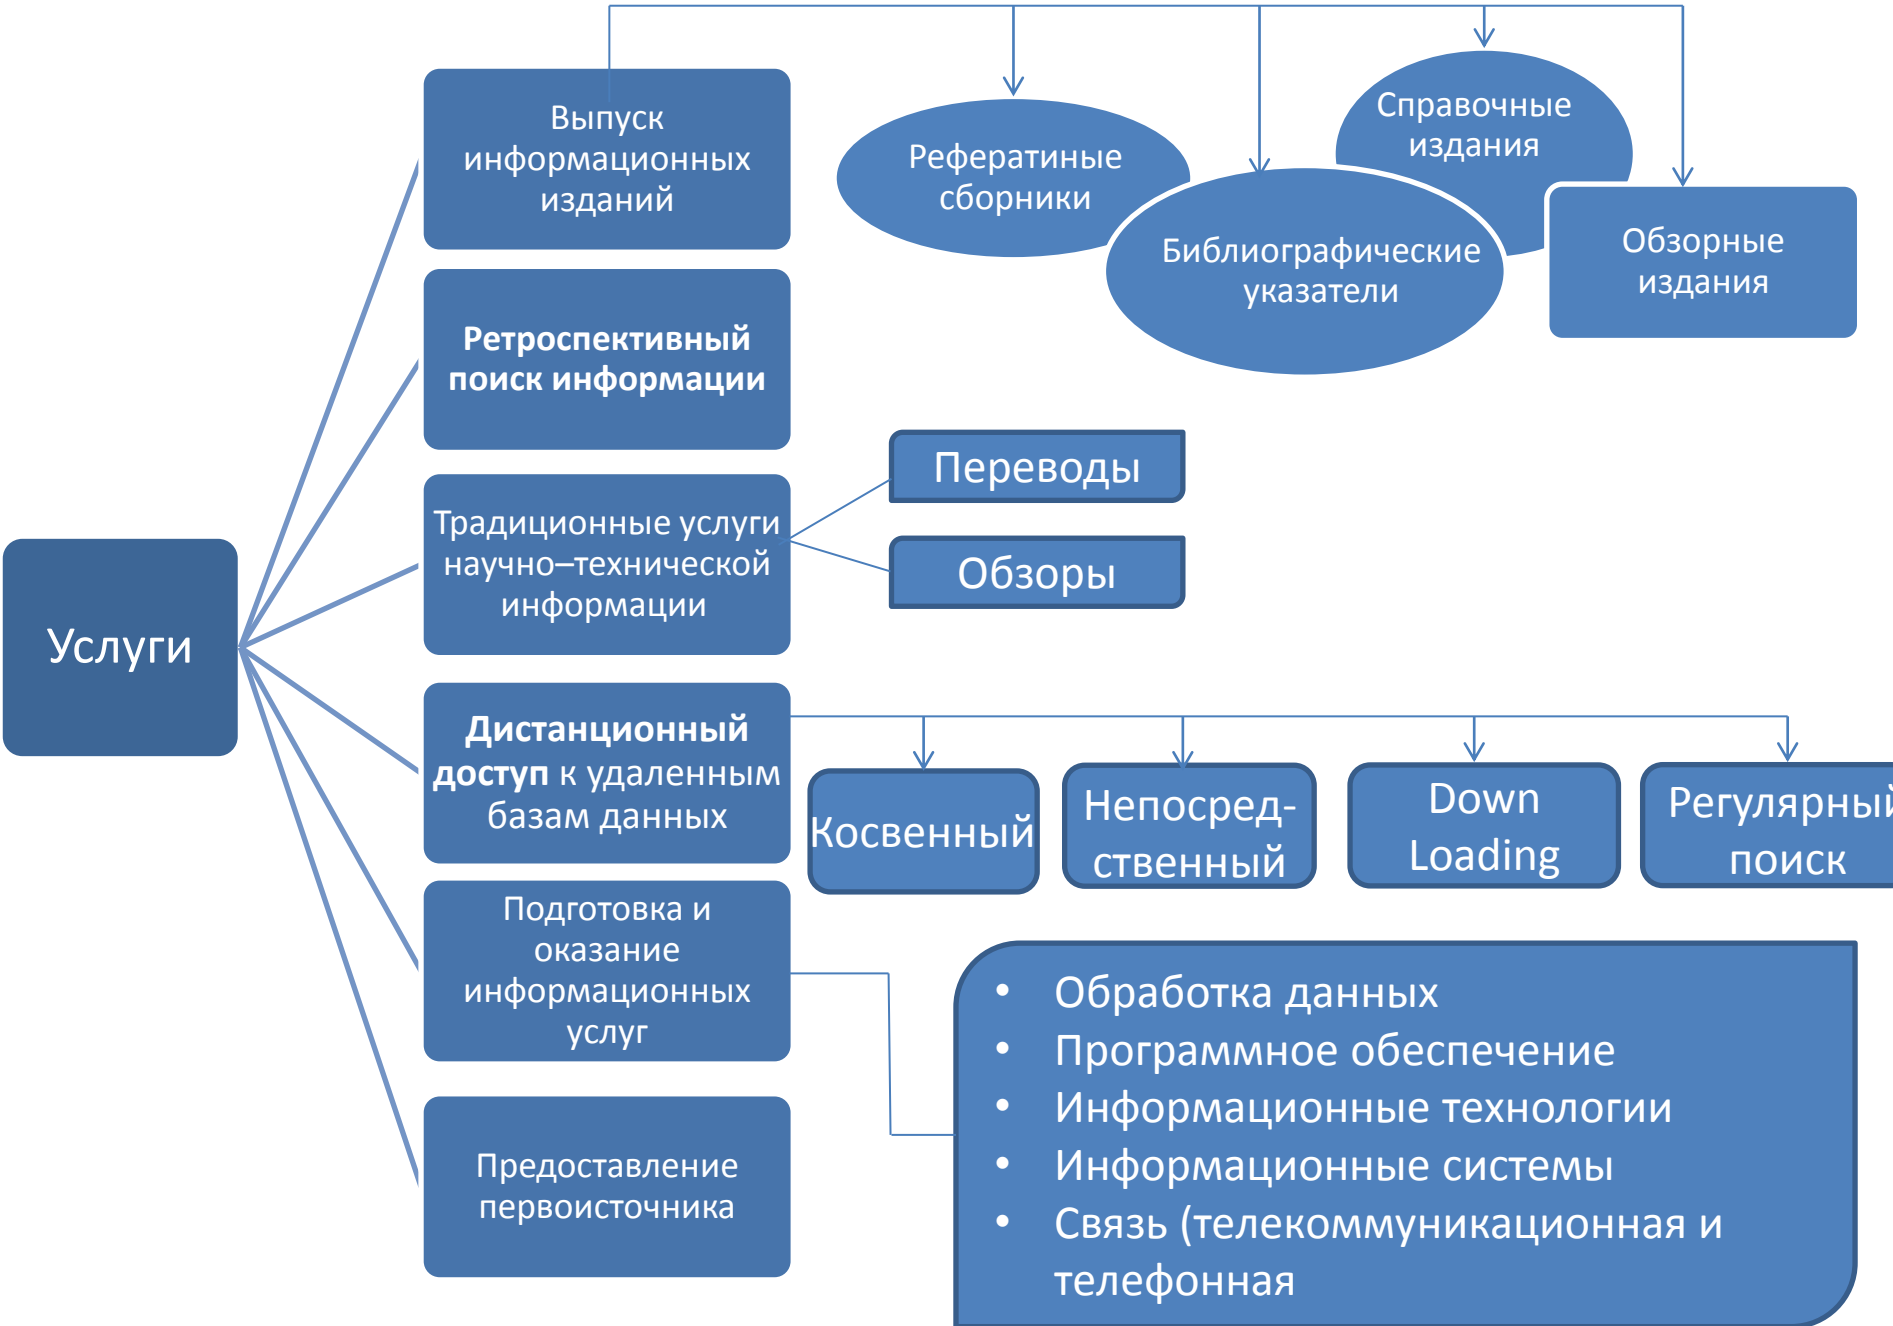 Услуги
Выпуск
информационных
изданий
Рефератиные
сборники
Библиографические
указатели
Справочные
издания
Обзорные
издания
Ретроспективный
поиск информации
Традиционные услуги
научно–технической
информации
Переводы
Обзоры
Дистанционный
доступ к удаленным
базам данных
Косвенный
Непосред-
ственный
Down
Loading
Регулярный
поиск
Подготовка и
оказание
информационных
услуг
• Обработка данных
• Программное обеспечение
• Информационные технологии
• Информационные системы
• Связь (телекоммуникационная и
телефонная
Предоставление
первоисточника